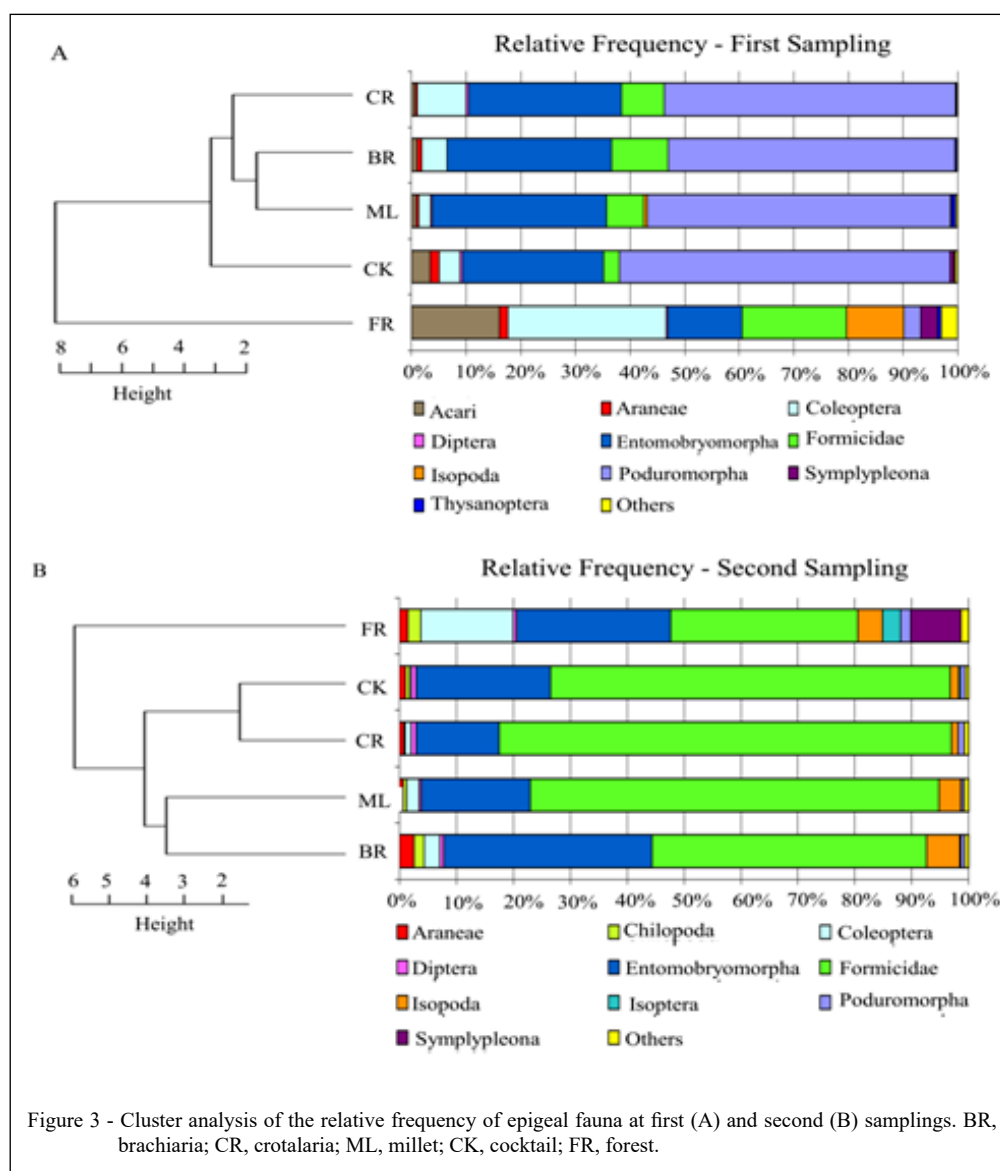 A
Relative Frequency - First Sampling
CR
BR
ML
CK
FR
8 6 4 2
Height
0% 10% 20% 30% 40% 50% 60% 70% 80% 90% 100%
Acari Araneae Coleoptera
Diptera Entomobryomorpha Formicidae
Isopoda Poduromorpha Symplypleona
Thysanoptera Others
B
Relative Frequency - Second Sampling
FR
CK
CR
ML
BR
6 5 4 3 2
Height
0% 10% 20% 30% 40% 50% 60% 70% 80% 90% 100%
Araneae Chilopoda Coleoptera
Diptera Entomobryomorpha Formicidae
Isopoda Isoptera Poduromorpha
Symplypleona Others
Figure 3 - Cluster analysis of the relative frequency of epigeal fauna at first (A) and second (B) samplings. BR,
brachiaria; CR, crotalaria; ML, millet; CK, cocktail; FR, forest.